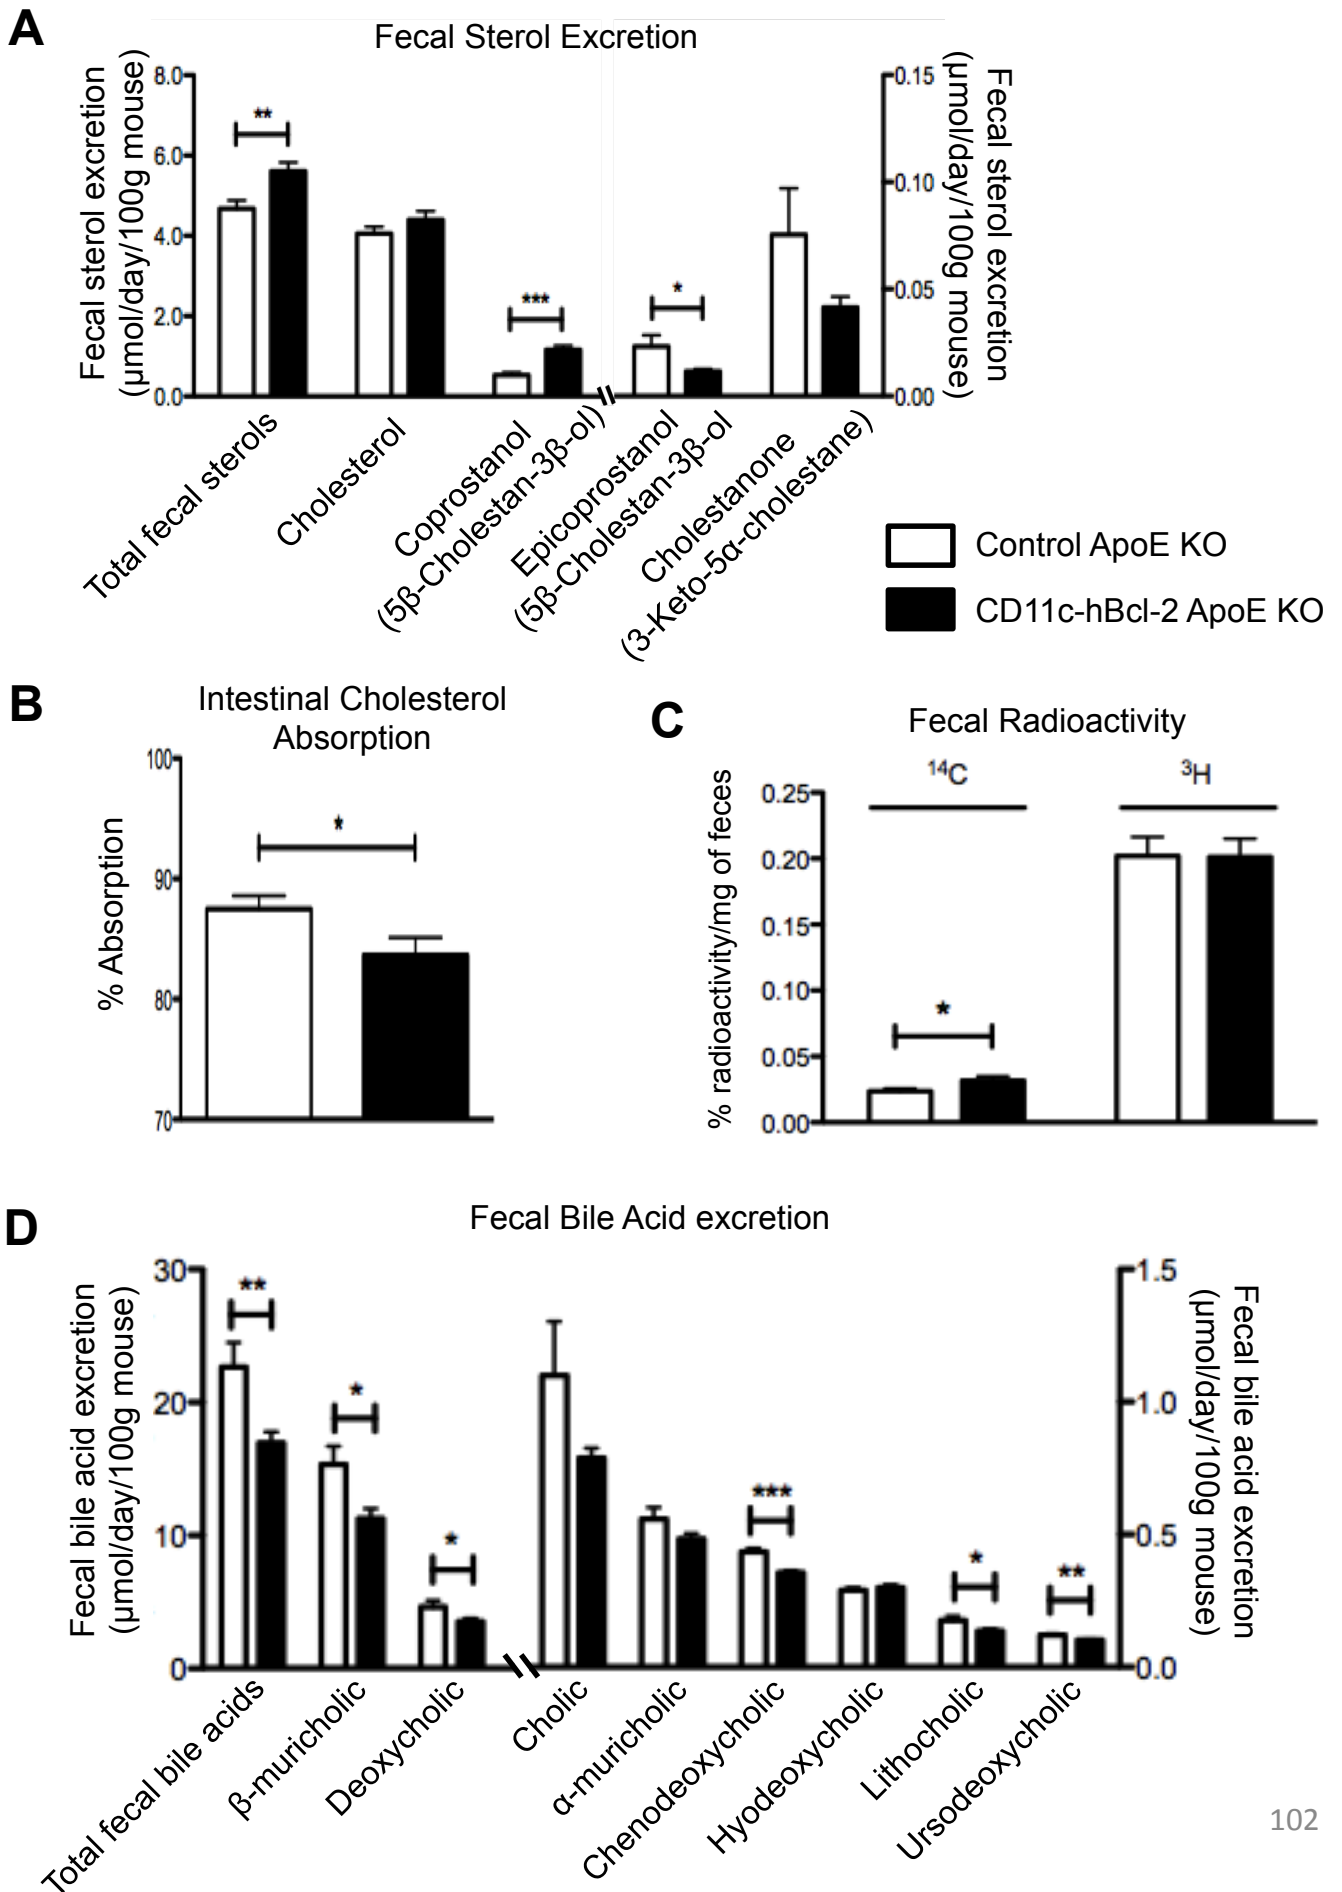 A
Fecal Sterol Excretion
Fecal sterol excretion
(μmol/day/100g mouse)
8.0
6.0
4.0
2.0
0.0
**
***
*
0.15
0.10
0.05
0.00
Fecal sterol excretion
(μmol/day/100g mouse)
Total fecal sterols
Cholesterol
Coprostanol
(5β-Cholestan-3β-ol)
Epicoprostanol
(5β-Cholestan-3β-ol
Cholestanone
(3-Keto-5α-cholestane)
Control ApoE KO
CD11c-hBcl-2 ApoE KO
B
Intestinal Cholesterol
Absorption
% Absorption
100
90
80
70
*
C
Fecal Radioactivity
% radioactivity/mg of feces
¹⁴C
³H
0.25
0.20
0.15
0.10
0.05
0.00
*
D
Fecal Bile Acid excretion
Fecal bile acid excretion
(μmol/day/100g mouse)
30
20
10
0
**
*
*
***
*
**
1.5
1.0
0.5
0.0
Fecal bile acid excretion
(μmol/day/100g mouse)
Total fecal bile acids
β-muricholic
Deoxycholic
Cholic
α-muricholic
Chenodeoxycholic
Hyodeoxycholic
Lithocholic
Ursodeoxycholic
102